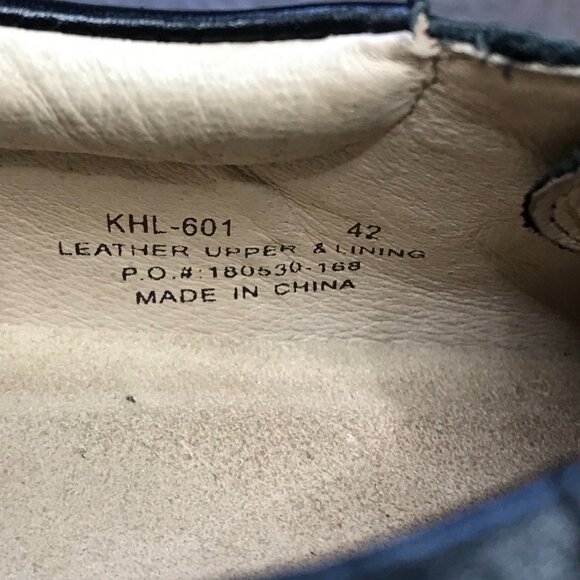 KHL-601 42
LEATHER UPPER & LINING
P.O.#:180530-168
MADE IN CHINA